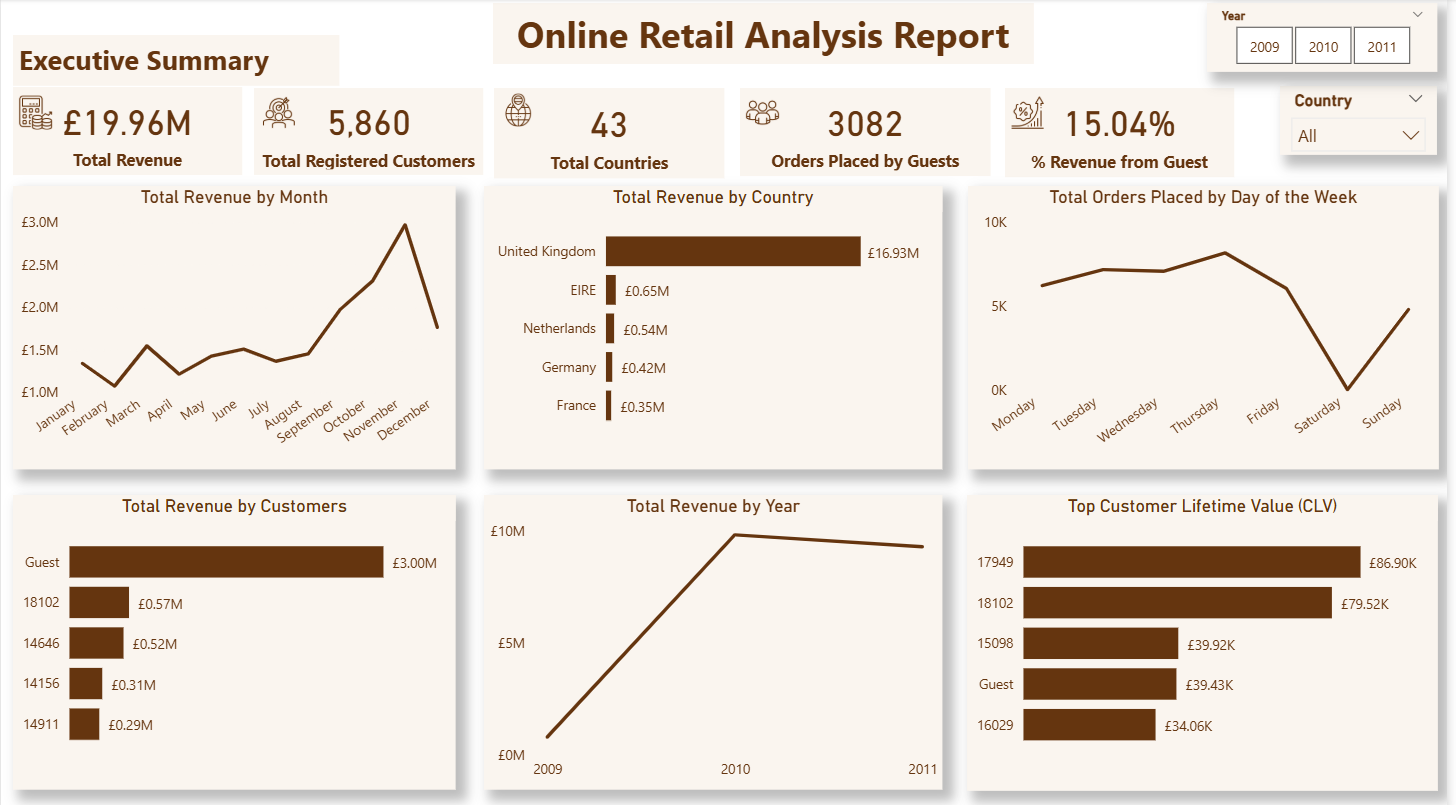 Online Retail Analysis Report
Year
2009 2010 2011
Executive Summary
£19.96M
Total Revenue
5,860
Total Registered Customers
43
Total Countries
3082
Orders Placed by Guests
15.04%
% Revenue from Guest
Country
All
Total Revenue by Month
£3.0M
£2.5M
£2.0M
£1.5M
£1.0M
January February March April May June July August September October November December
Total Revenue by Country
United Kingdom £16.93M
EIRE £0.65M
Netherlands £0.54M
Germany £0.42M
France £0.35M
Total Orders Placed by Day of the Week
10K
5K
0K
Monday Tuesday Wednesday Thursday Friday Saturday Sunday
Total Revenue by Customers
Guest £3.00M
18102 £0.57M
14646 £0.52M
14156 £0.31M
14911 £0.29M
Total Revenue by Year
£10M
£5M
£0M
2009 2010 2011
Top Customer Lifetime Value (CLV)
17949 £86.90K
18102 £79.52K
15098 £39.92K
Guest £39.43K
16029 £34.06K